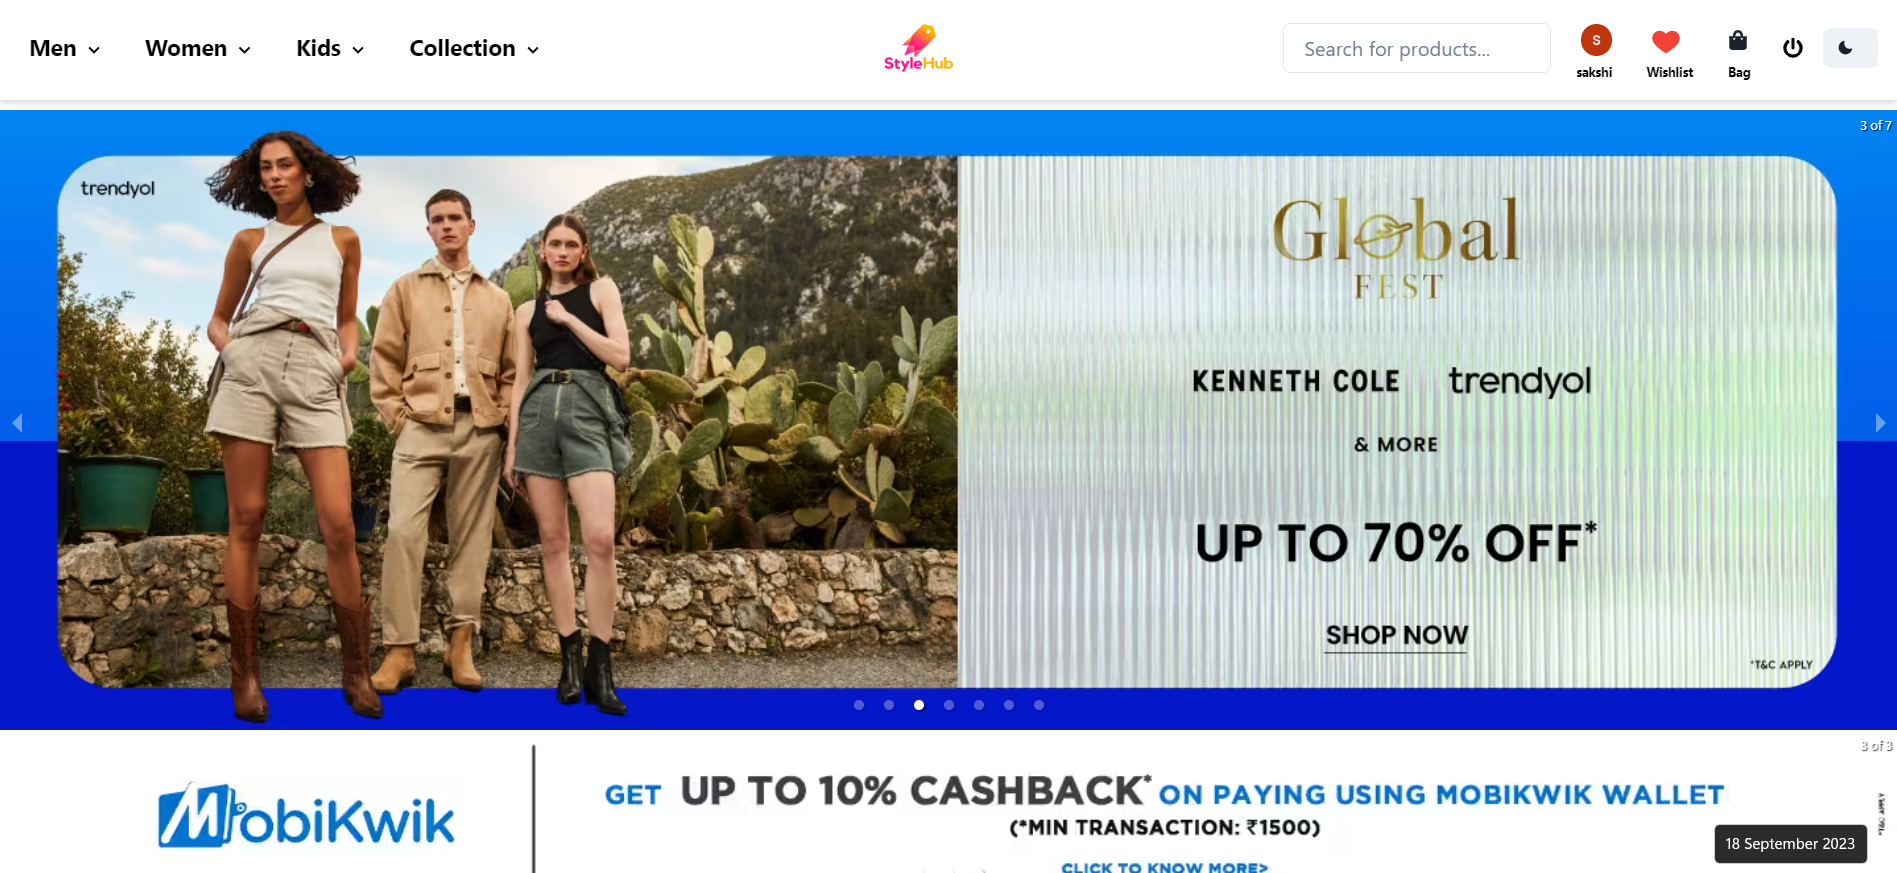 Men
Women
Kids
Collection
StyleHub
Search for products...
S
sakshi
Wishlist
Bag
3 of 7
trendyol
Global
FEST
KENNETH COLE trendyol
& MORE
UP TO 70% OFF*
SHOP NOW
*T&C APPLY
3 of 3
MobiKwik
GET UP TO 10% CASHBACK* ON PAYING USING MOBIKWIK WALLET
(*MIN TRANSACTION: ₹1500)
*T&C APPLY
CLICK TO KNOW MORE>
18 September 2023